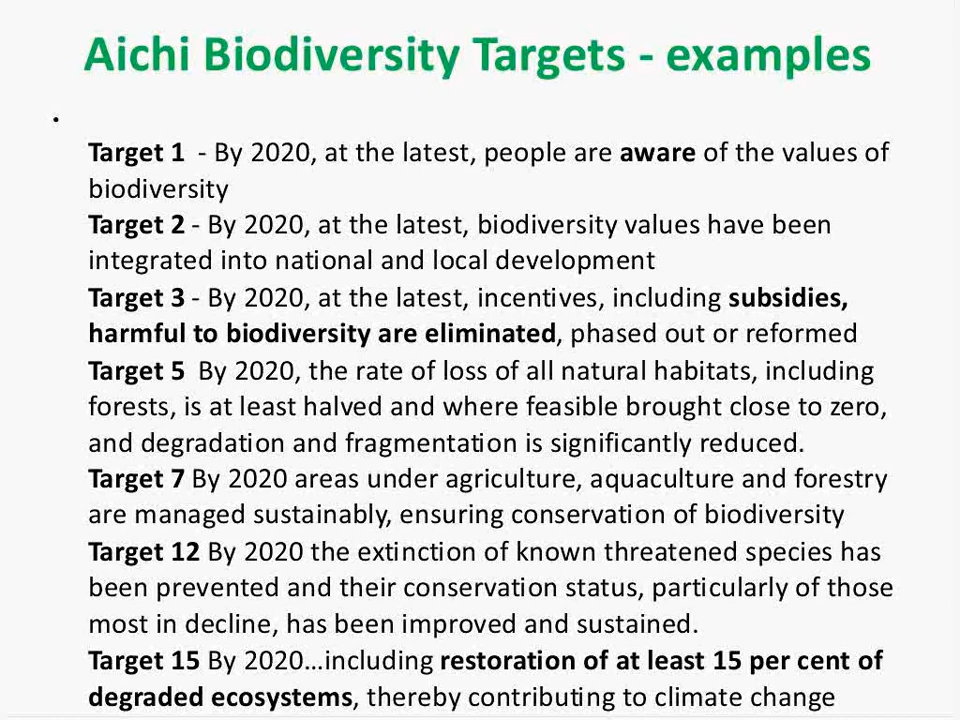 Aichi Biodiversity Targets - examples
•
Target 1 - By 2020, at the latest, people are aware of the values of
biodiversity
Target 2 - By 2020, at the latest, biodiversity values have been
integrated into national and local development
Target 3 - By 2020, at the latest, incentives, including subsidies,
harmful to biodiversity are eliminated, phased out or reformed
Target 5 By 2020, the rate of loss of all natural habitats, including
forests, is at least halved and where feasible brought close to zero,
and degradation and fragmentation is significantly reduced.
Target 7 By 2020 areas under agriculture, aquaculture and forestry
are managed sustainably, ensuring conservation of biodiversity
Target 12 By 2020 the extinction of known threatened species has
been prevented and their conservation status, particularly of those
most in decline, has been improved and sustained.
Target 15 By 2020…including restoration of at least 15 per cent of
degraded ecosystems, thereby contributing to climate change